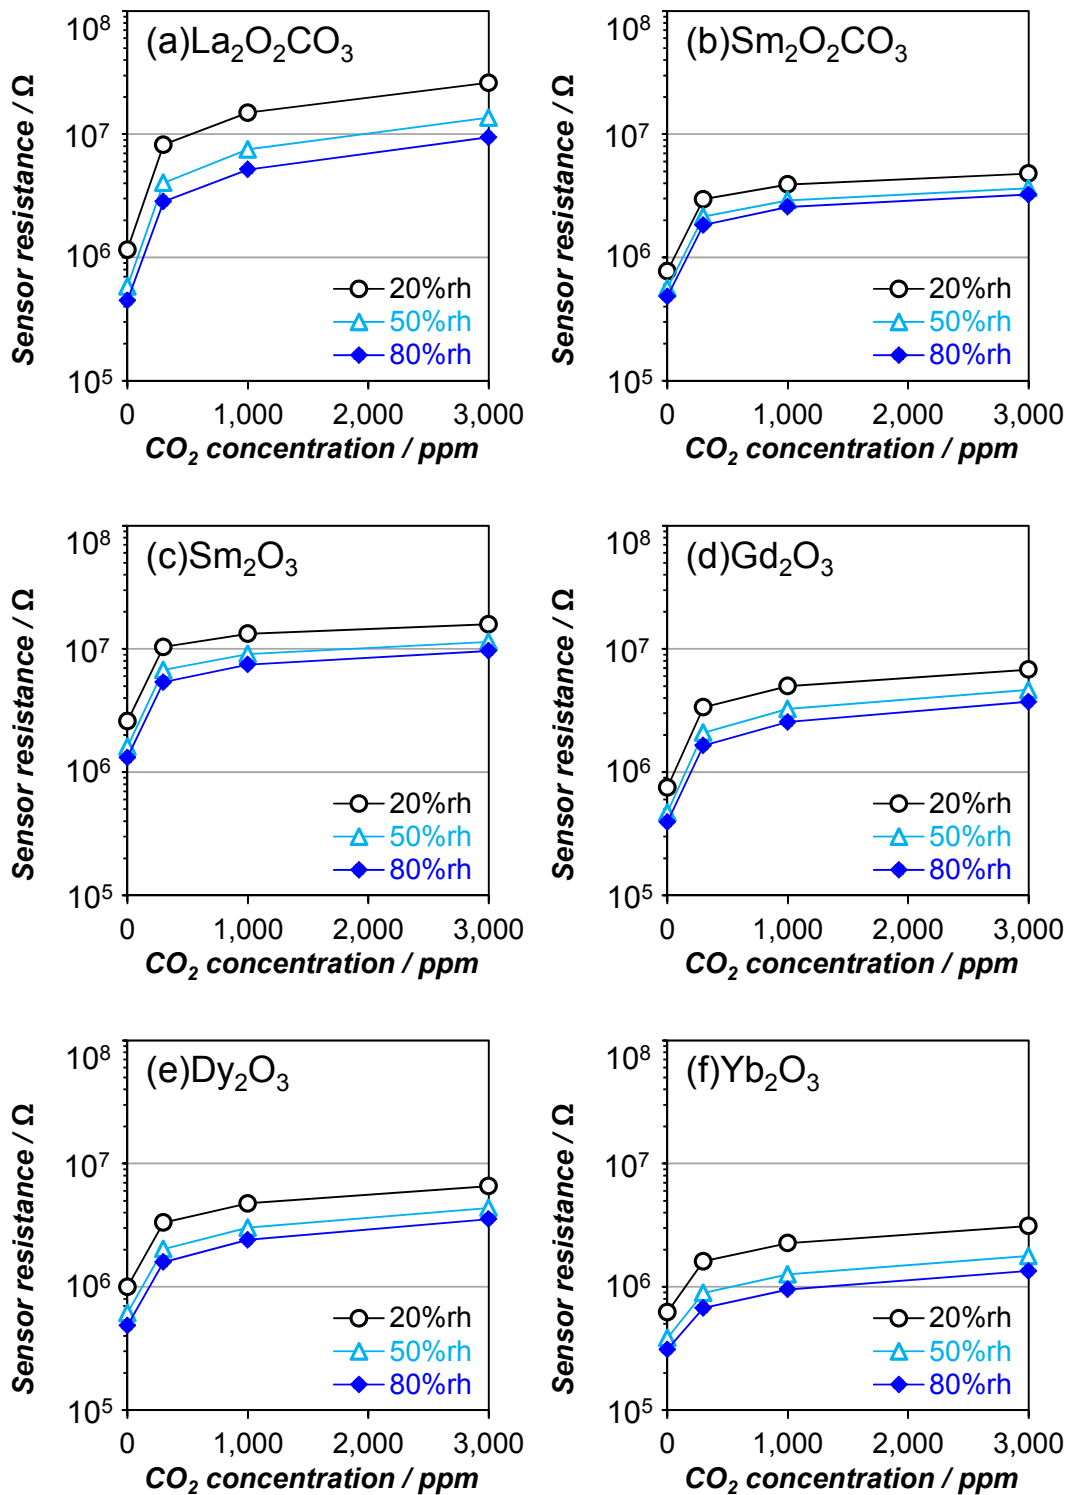 (a)La₂O₂CO₃
Sensor resistance / Ω
10⁸
10⁷
10⁶
10⁵
20%rh
50%rh
80%rh
0 1,000 2,000 3,000
CO₂ concentration / ppm
(b)Sm₂O₂CO₃
Sensor resistance / Ω
10⁸
10⁷
10⁶
10⁵
20%rh
50%rh
80%rh
0 1,000 2,000 3,000
CO₂ concentration / ppm
(c)Sm₂O₃
Sensor resistance / Ω
10⁸
10⁷
10⁶
10⁵
20%rh
50%rh
80%rh
0 1,000 2,000 3,000
CO₂ concentration / ppm
(d)Gd₂O₃
Sensor resistance / Ω
10⁸
10⁷
10⁶
10⁵
20%rh
50%rh
80%rh
0 1,000 2,000 3,000
CO₂ concentration / ppm
(e)Dy₂O₃
Sensor resistance / Ω
10⁸
10⁷
10⁶
10⁵
20%rh
50%rh
80%rh
0 1,000 2,000 3,000
CO₂ concentration / ppm
(f)Yb₂O₃
Sensor resistance / Ω
10⁸
10⁷
10⁶
10⁵
20%rh
50%rh
80%rh
0 1,000 2,000 3,000
CO₂ concentration / ppm